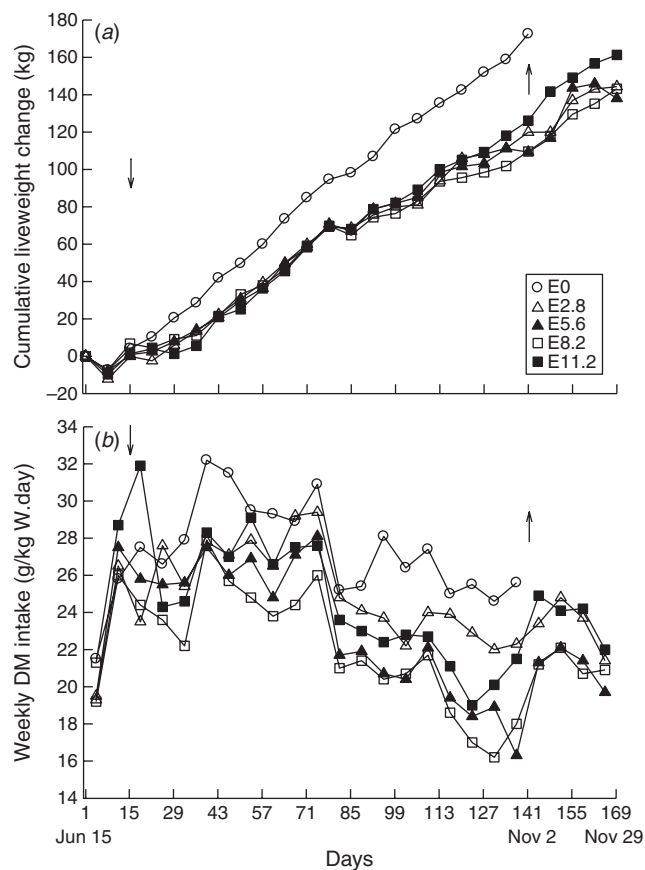 180
(a)
160
140
120
100
80
60
40
20
0
–20
Cumulative liveweight change (kg)
E0
E2.8
E5.6
E8.2
E11.2
34
(b)
32
30
28
26
24
22
20
18
16
14
Weekly DM intake (g/kg W.day)
1 15 29 43 57 71 85 99 113 127 141 155 169
Jun 15 Nov 2 Nov 29
Days